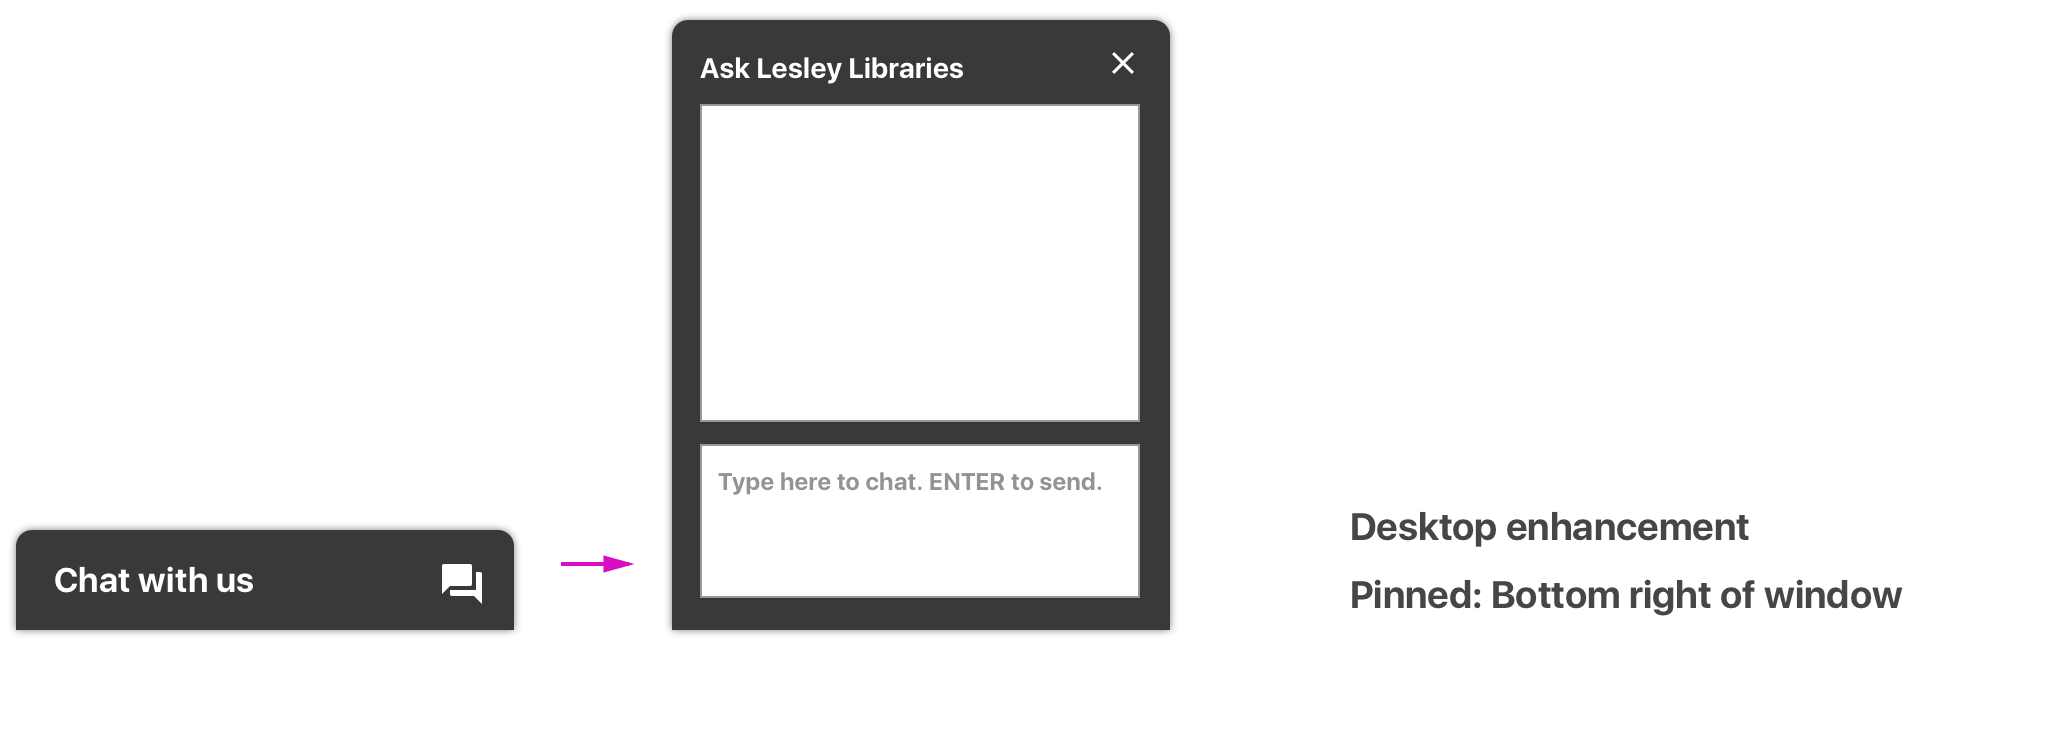 Ask Lesley Libraries
Type here to chat. ENTER to send.
Chat with us
Desktop enhancement
Pinned: Bottom right of window